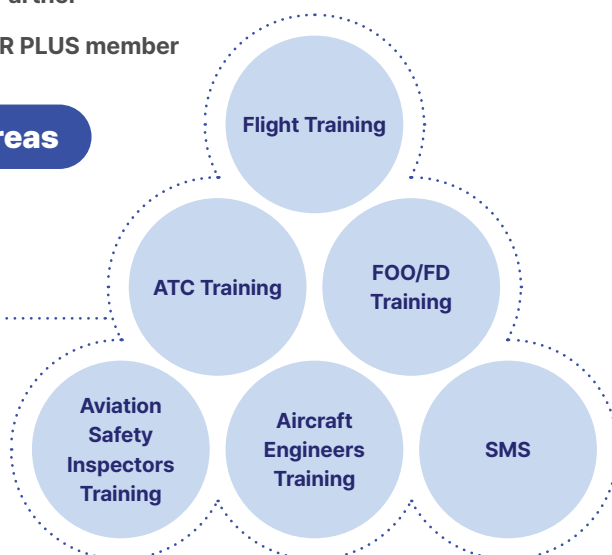 R PLUS member
reas
Flight Training
ATC Training
FOO/FD
Training
Aviation
Safety
Inspectors
Training
Aircraft
Engineers
Training
SMS